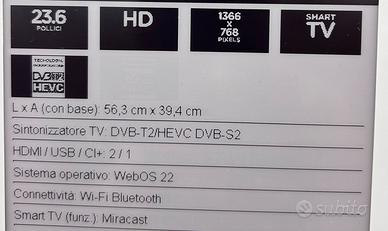 23.6
POLLICI
HD
1366
X
768
PIXELS
SMART
TV
TECNOLOGIA
DVB T2
HEVC
L x A (con base): 56,3 cm x 39,4 cm
Sintonizzatore TV: DVB-T2/HEVC DVB-S2
HDMI / USB / CI+: 2 / 1
Sistema operativo: WebOS 22
Connettività: Wi-Fi Bluetooth
Smart TV (funz.): Miracast
subito